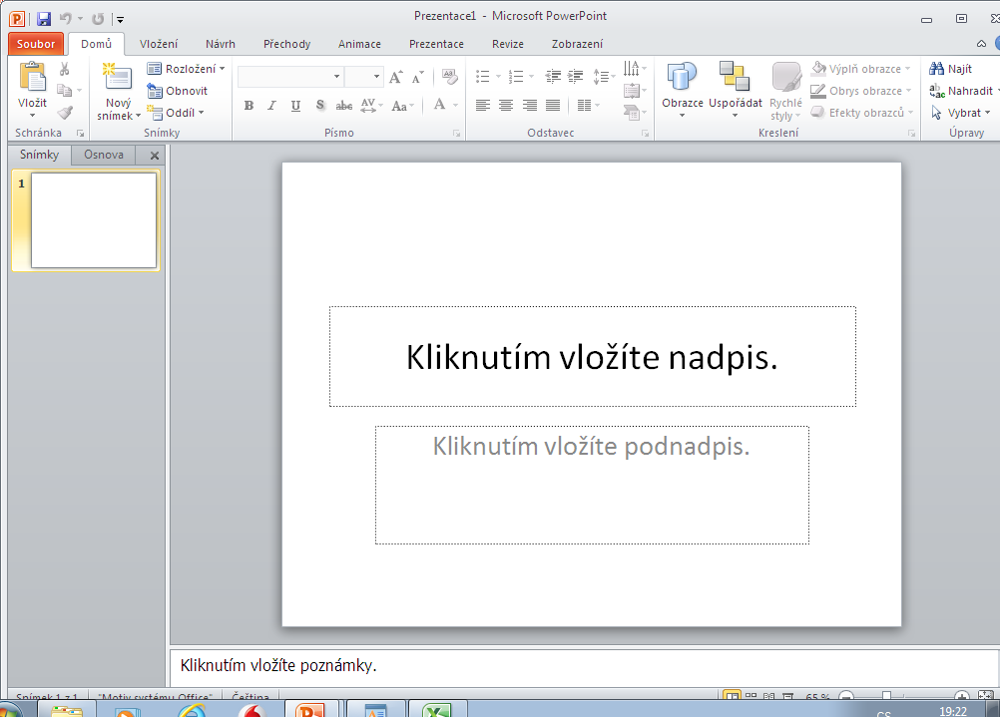 Prezentace1 - Microsoft PowerPoint
Soubor Domů Vložení Návrh Přechody Animace Prezentace Revize Zobrazení
Vložit
Schránka
Nový snímek
Rozložení
Obnovit
Oddíl
Snímky
B I U S abc AV Aa A
Písmo
Odstavec
Obrazce
Uspořádat
Rychlé styly
Výplň obrazce
Obrys obrazce
Efekty obrazců
Kreslení
Najít
Nahradit
Vybrat
Úpravy
Snímky Osnova
1
Kliknutím vložíte nadpis.
Kliknutím vložíte podnadpis.
Kliknutím vložíte poznámky.
Snímek 1 z 1 "Motiv systému Office" Čeština 65 %
CS 19:22